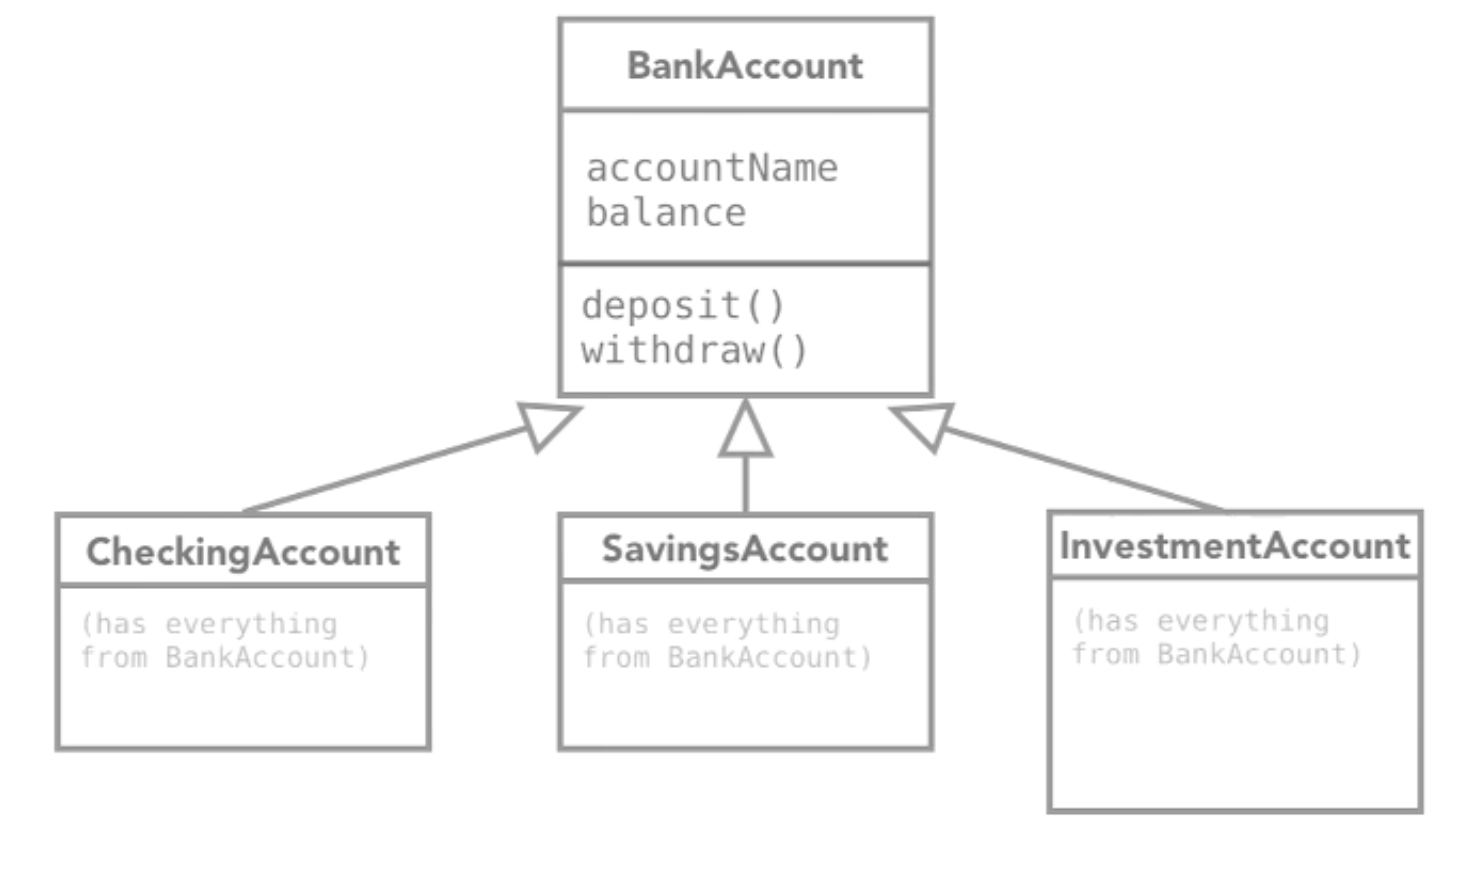 BankAccount
accountName
balance
deposit()
withdraw()
CheckingAccount
(has everything
from BankAccount)
SavingsAccount
(has everything
from BankAccount)
InvestmentAccount
(has everything
from BankAccount)